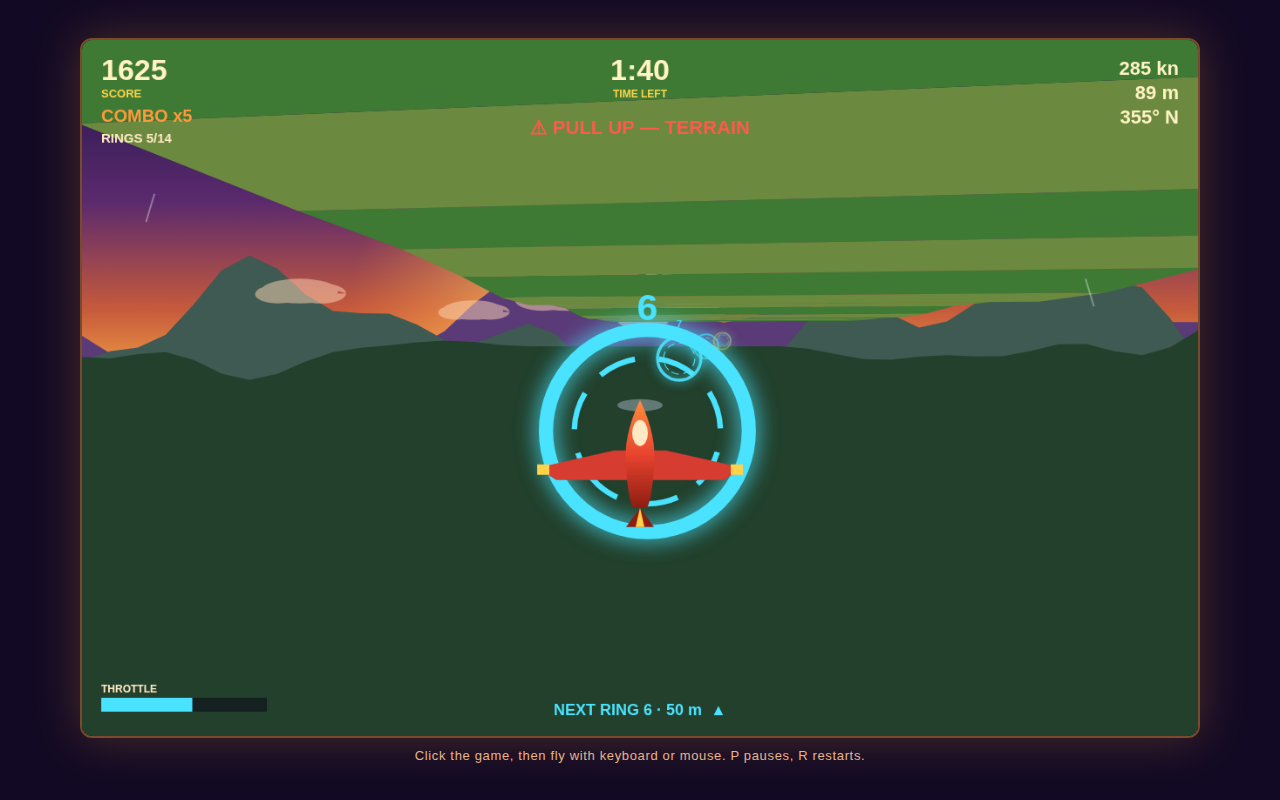 1625
SCORE
COMBO x5
RINGS 5/14
1:40
TIME LEFT
⚠ PULL UP — TERRAIN
285 kn
89 m
355° N
6
7
THROTTLE
NEXT RING 6 · 50 m ▲
Click the game, then fly with keyboard or mouse. P pauses, R restarts.